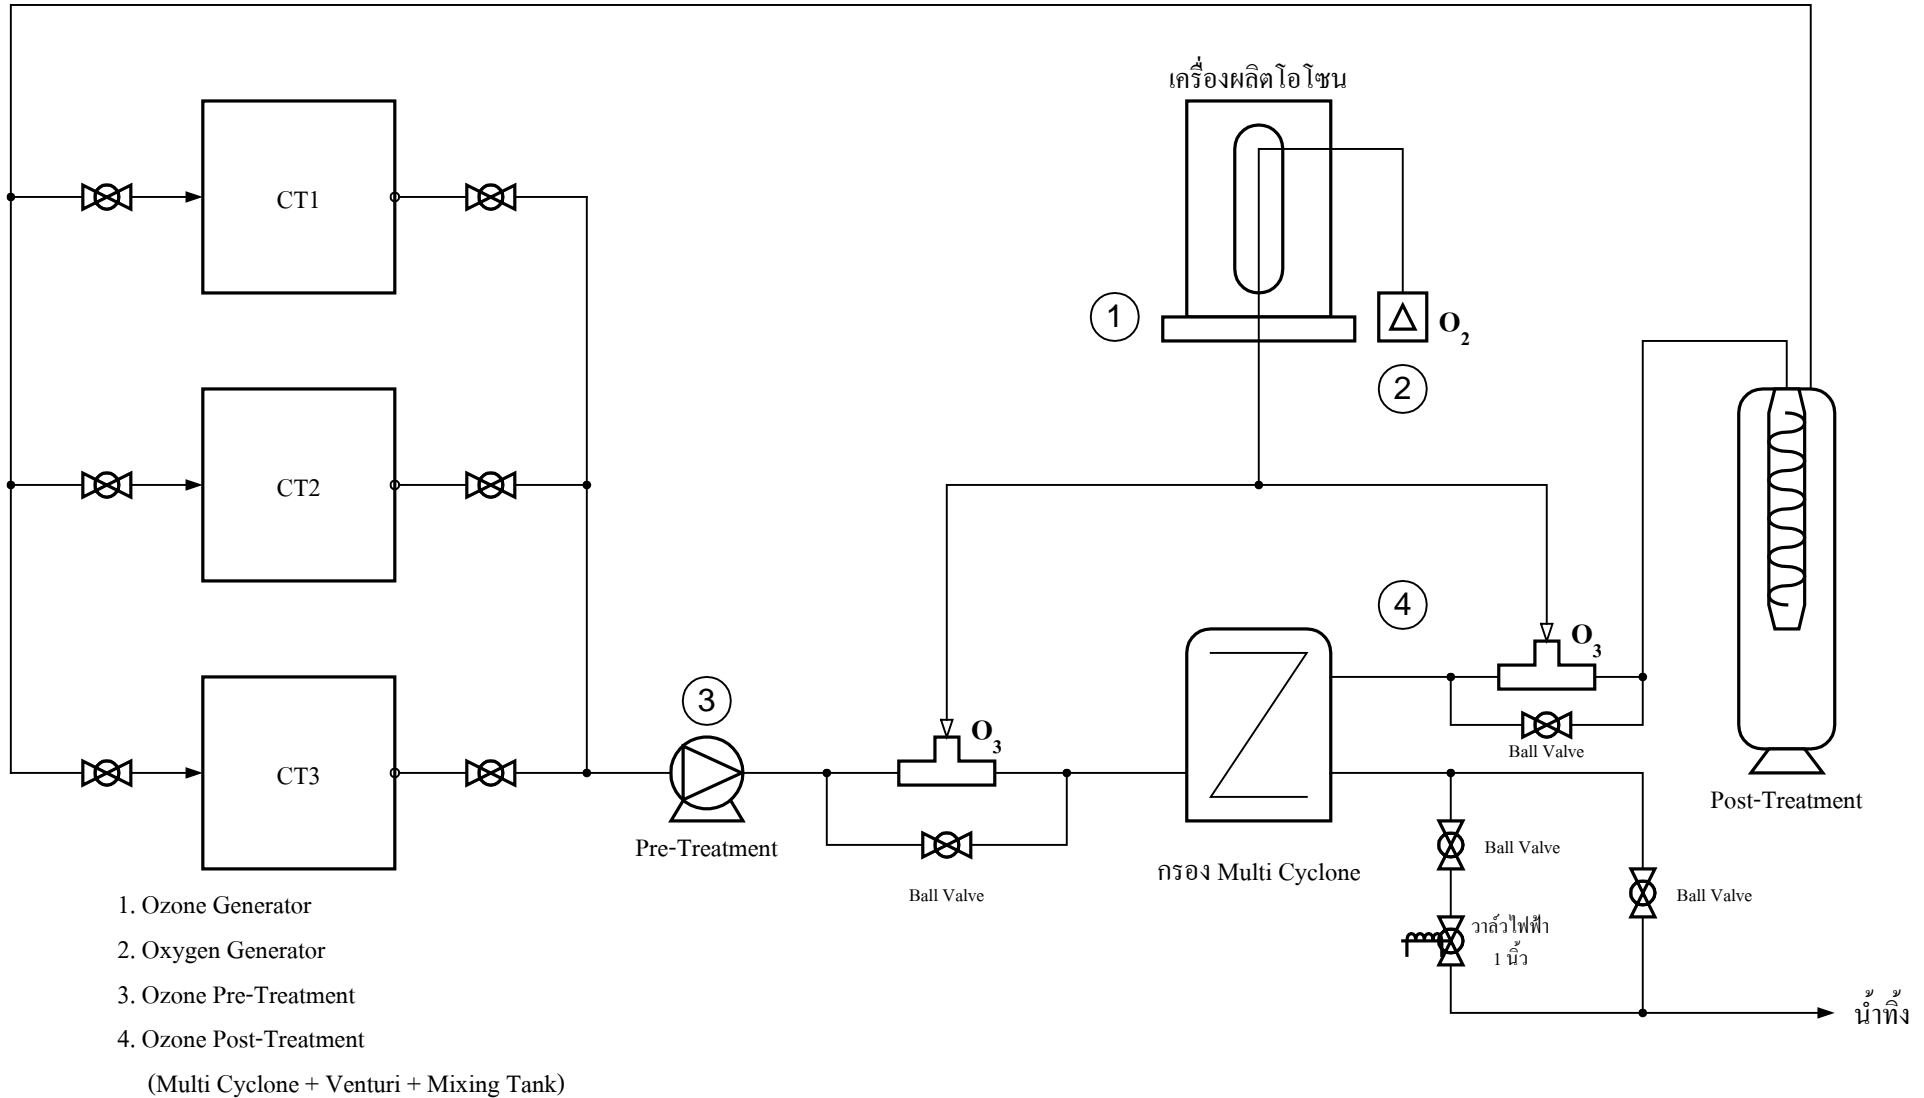 เครื่องผลิตโอโซน
CT1
1
O2
2
CT2
4
O3
3
O3
CT3
Ball Valve
Post-Treatment
Pre-Treatment
Ball Valve
กรอง Multi Cyclone
Ball Valve
Ball Valve
วาล์วไฟฟ้า
1 นิ้ว
น้ำทิ้ง
1. Ozone Generator
2. Oxygen Generator
3. Ozone Pre-Treatment
4. Ozone Post-Treatment
(Multi Cyclone + Venturi + Mixing Tank)